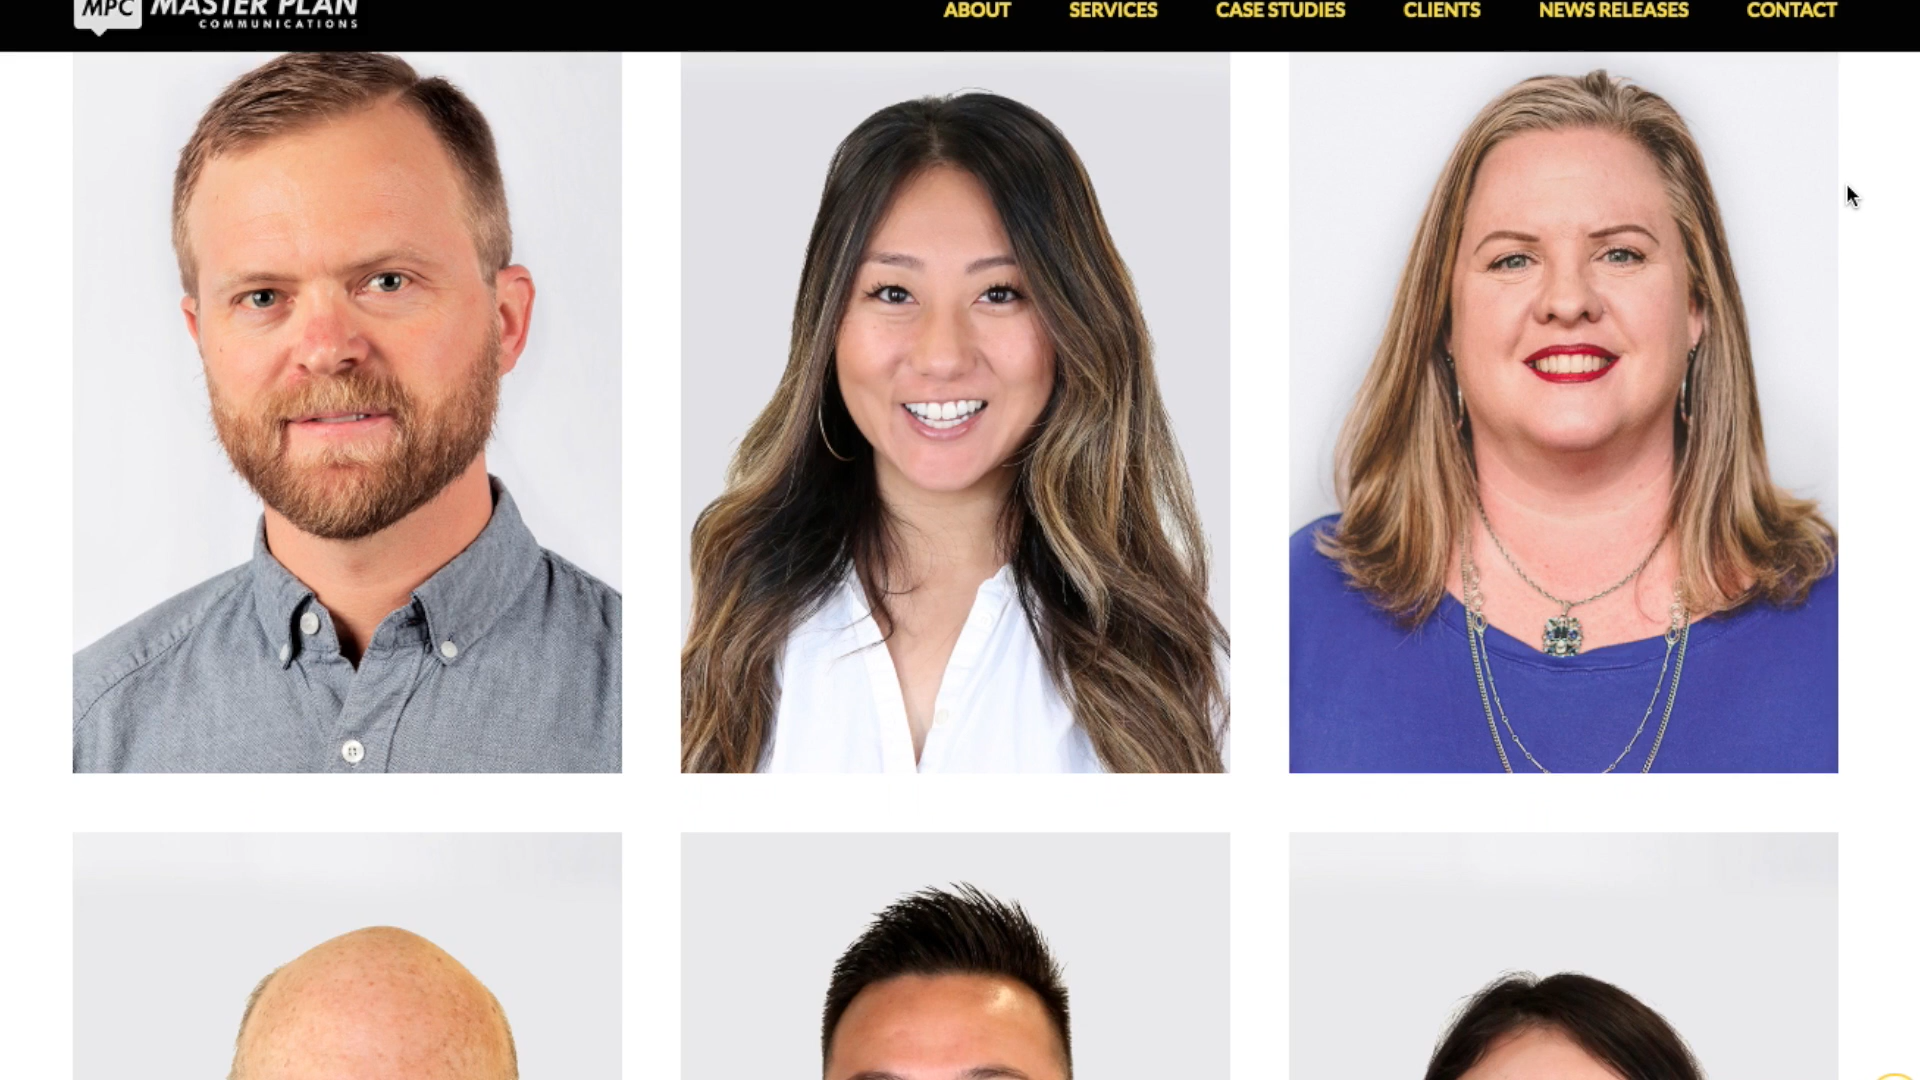 MPC MASTER PLAN
COMMUNICATIONS
ABOUT SERVICES CASE STUDIES CLIENTS NEWS RELEASES CONTACT